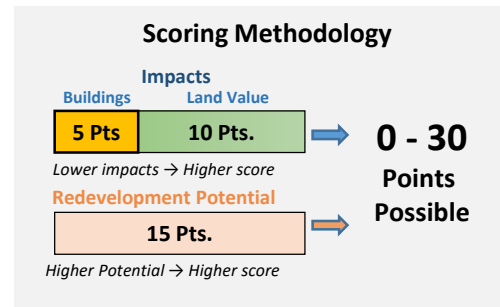 Scoring Methodology
Impacts
Buildings Land Value
5 Pts 10 Pts.
Lower impacts → Higher score
Redevelopment Potential
15 Pts.
Higher Potential → Higher score
0 - 30
Points
Possible